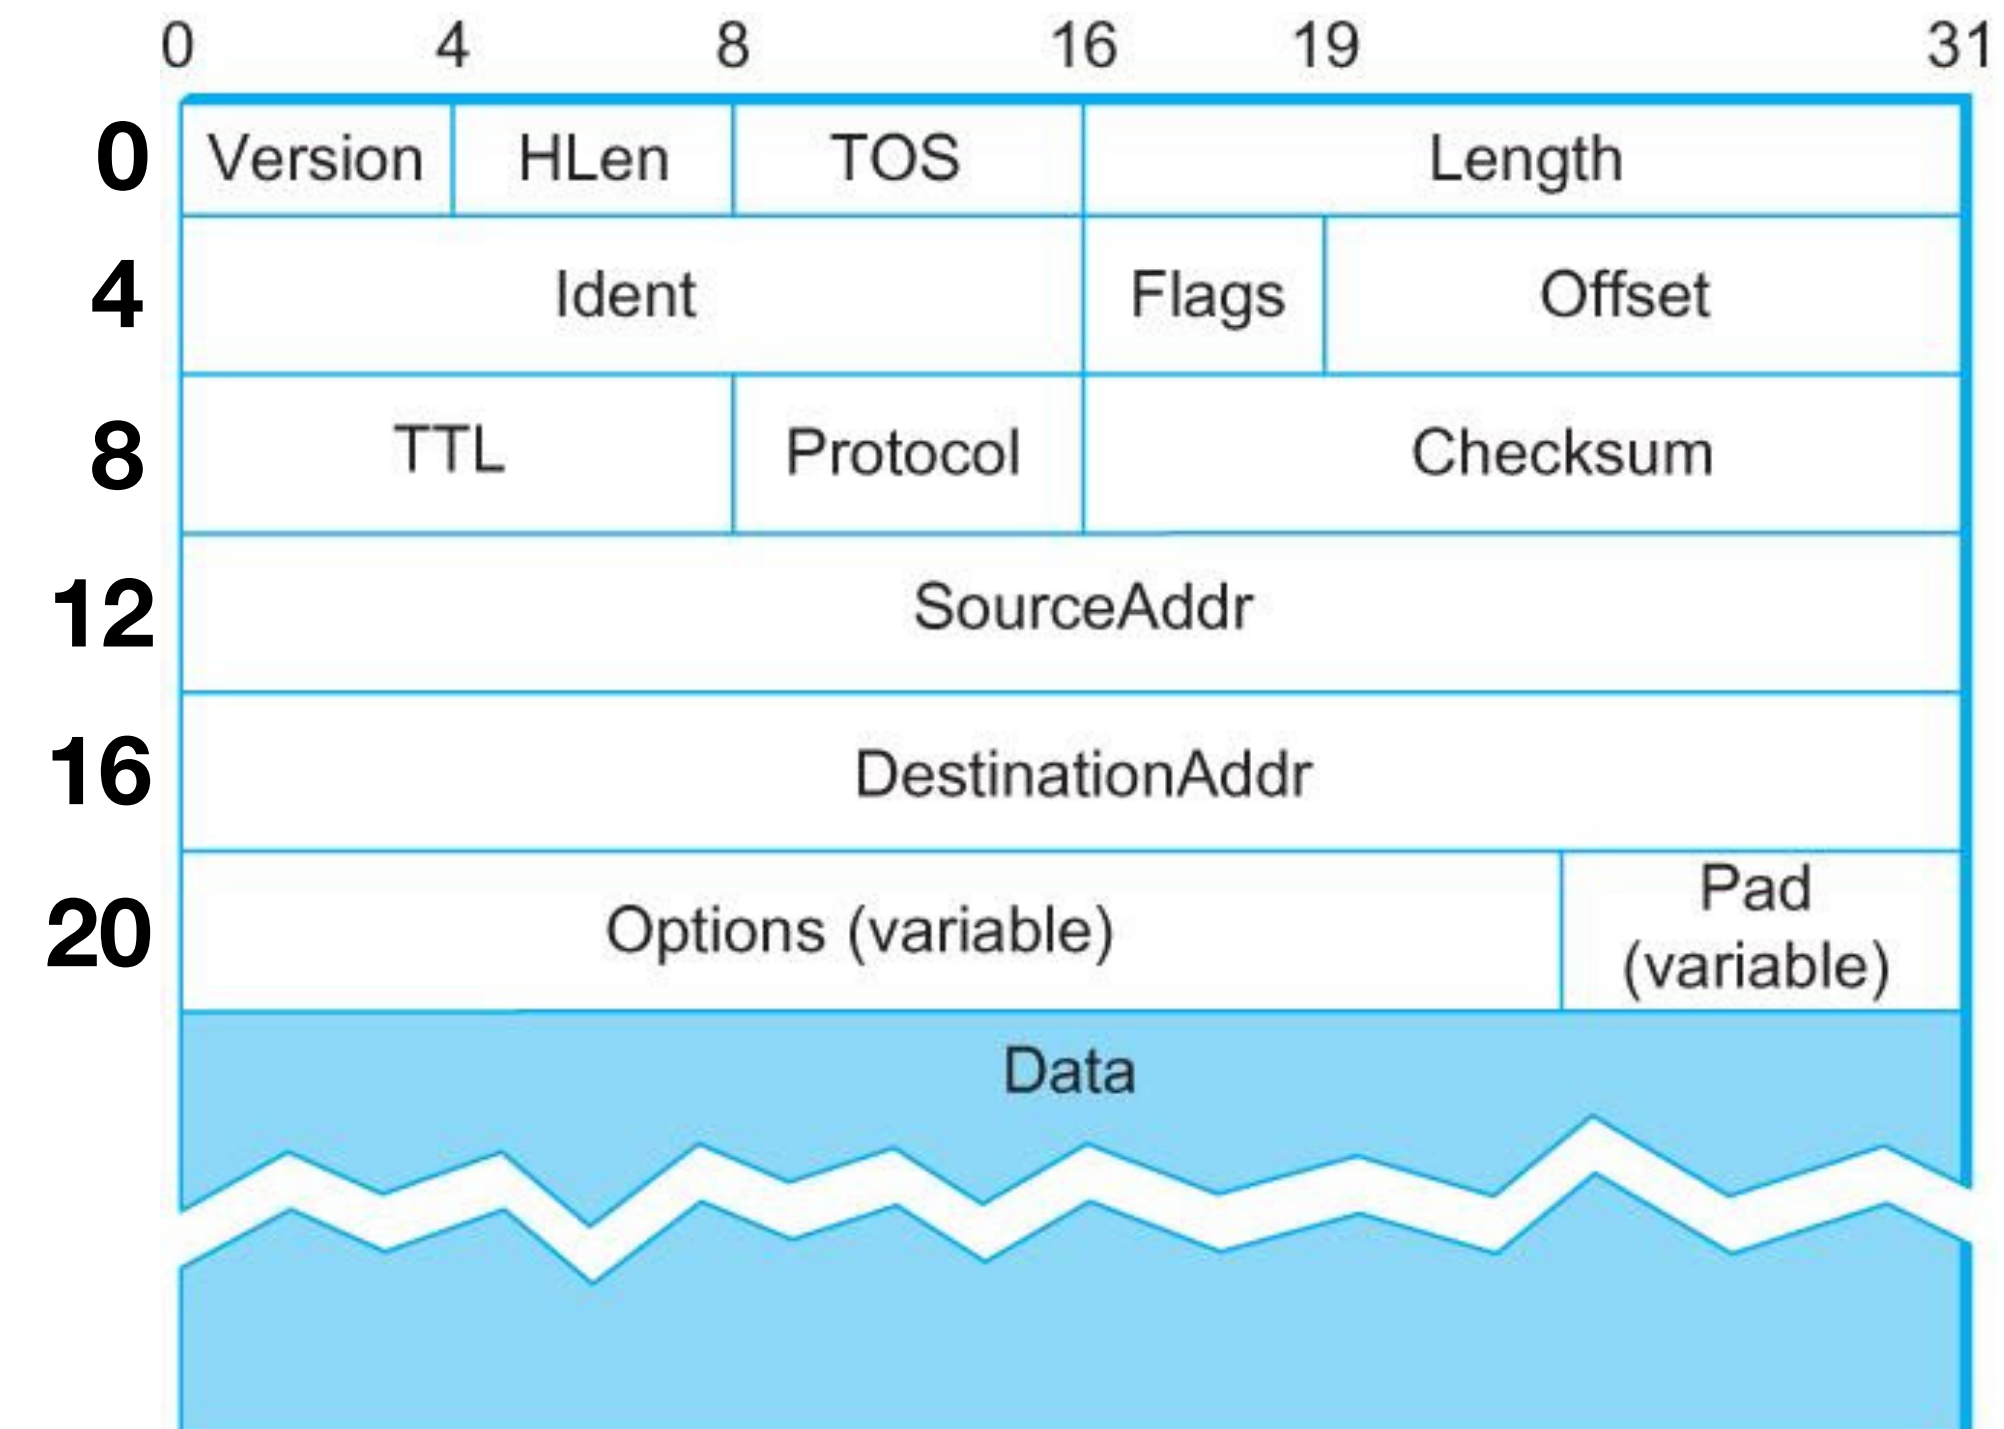 0 4 8 16 19 31
0 Version HLen TOS Length
4 Ident Flags Offset
8 TTL Protocol Checksum
12 SourceAddr
16 DestinationAddr
20 Options (variable) Pad
(variable)
Data